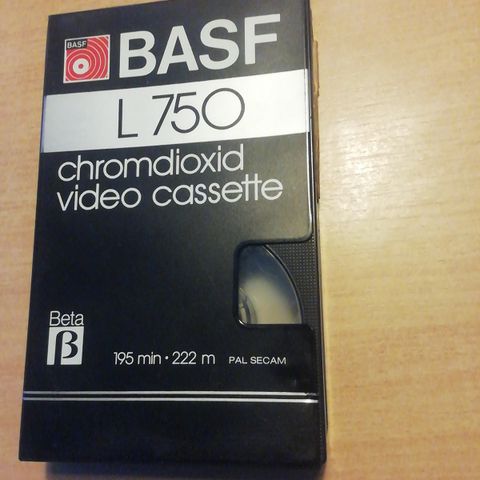 BASF
BASF
L 750
chromdioxid
video cassette
Beta
β
195 min · 222 m PAL SECAM